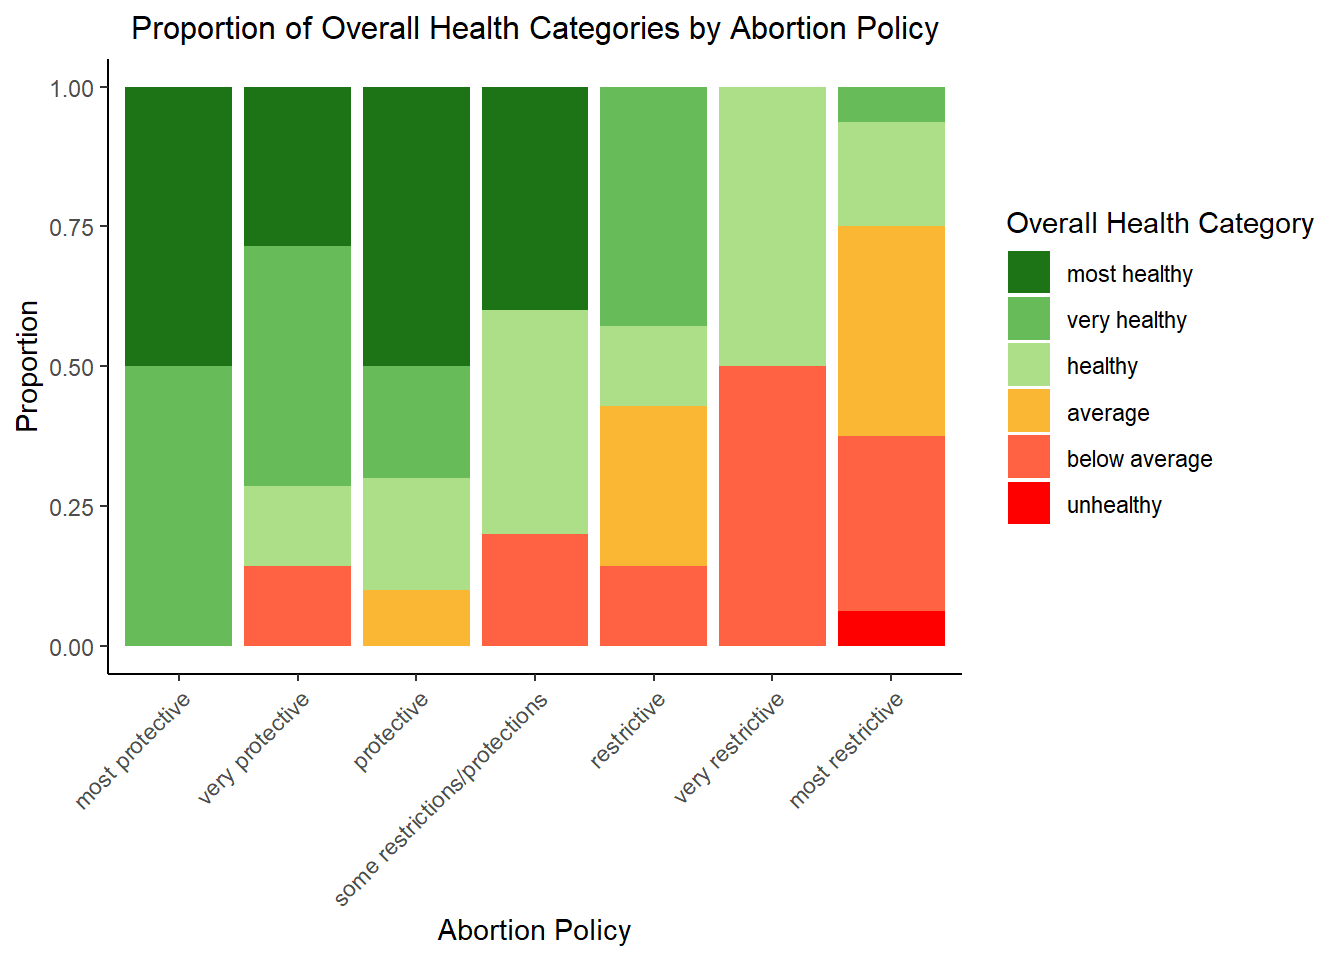 Proportion of Overall Health Categories by Abortion Policy
Proportion
1.00
0.75
0.50
0.25
0.00
most protective
very protective
protective
some restrictions/protections
restrictive
very restrictive
most restrictive
Abortion Policy
Overall Health Category
most healthy
very healthy
healthy
average
below average
unhealthy